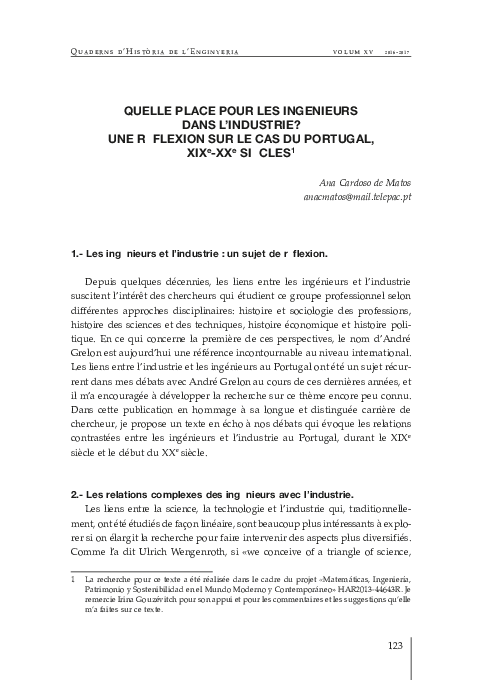 QUADERNS D'HISTÒRIA DE L'ENGINYERIA VOLUM XV 2016-2017
QUELLE PLACE POUR LES INGENIEURS
DANS L'INDUSTRIE?
UNE R FLEXION SUR LE CAS DU PORTUGAL,
XIXe-XXe SI CLES1
Ana Cardoso de Matos
anacmatos@mail.telepac.pt
1.- Les ing nieurs et l'industrie : un sujet de r flexion.
Depuis quelques décennies, les liens entre les ingénieurs et l'industrie
suscitent l'intérêt des chercheurs qui étudient ce groupe professionnel selon
différentes approches disciplinaires: histoire et sociologie des professions,
histoire des sciences et des techniques, histoire économique et histoire poli-
tique. En ce qui concerne la première de ces perspectives, le nom d'André
Grelon est aujourd'hui une référence incontournable au niveau international.
Les liens entre l'industrie et les ingénieurs au Portugal ont été un sujet récur-
rent dans mes débats avec André Grelon au cours de ces dernières années, et
il m'a encouragée à développer la recherche sur ce thème encore peu connu.
Dans cette publication en hommage à sa longue et distinguée carrière de
chercheur, je propose un texte en écho à nos débats qui évoque les relations
contrastées entre les ingénieurs et l'industrie au Portugal, durant le XIXe
siècle et le début du XXe siècle.
2.- Les relations complexes des ing nieurs avec l'industrie.
Les liens entre la science, la technologie et l'industrie qui, traditionnelle-
ment, ont été étudiés de façon linéaire, sont beaucoup plus intéressants à explo-
rer si on élargit la recherche pour faire intervenir des aspects plus diversifiés.
Comme l'a dit Ulrich Wergenroth, si «we conceive of a triangle of science,
1 La recherche pour ce texte a été réalisée dans le cadre du projet «Matemáticas, Ingeniería,
Patrimonio y Sostenibilidad en el Mundo Moderno y Contemporáneo» HAR2013-44643R. Je
remercie Irina Gouzévitch pour son appui et pour les commentaires et les suggestions qu'elle
m'a faites sur ce texte.
123